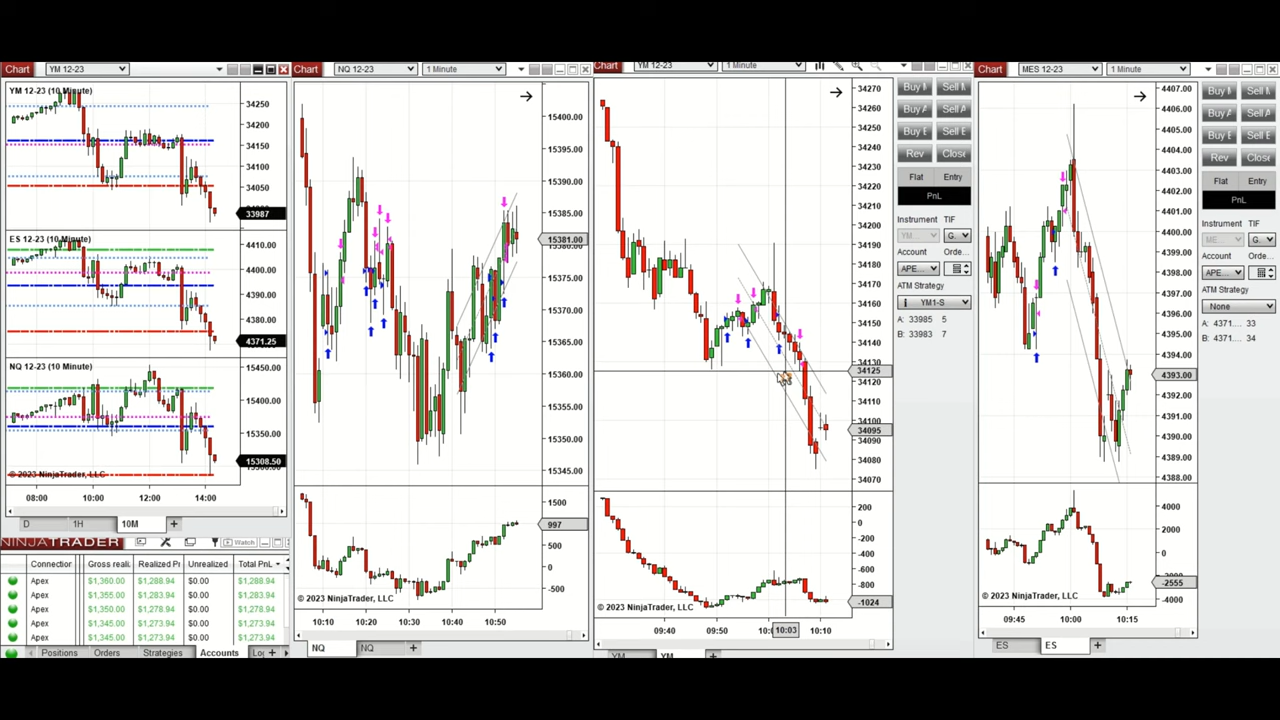 Chart
YM 12-23
YM 12-23 (10 Minute)
34250
34200
34150
34100
34050
33987
ES 12-23 (10 Minute)
4410.00
4400.00
4390.00
4380.00
4371.25
NQ 12-23 (10 Minute)
15450.00
15400.00
15350.00
15308.50
© 2023 NinjaTrader, LLC
08:00 10:00 12:00 14:00
D 1H 10M +
NINJATRADER
Watch
Connection Gross reali Realized Pr Unrealized Total PnL
Apex $1,360.00 $1,288.94 $0.00 $1,288.94
Apex $1,355.00 $1,283.94 $0.00 $1,283.94
Apex $1,350.00 $1,278.94 $0.00 $1,278.94
Apex $1,345.00 $1,273.94 $0.00 $1,273.94
Apex $1,345.00 $1,273.94 $0.00 $1,273.94
Positions Orders Strategies Accounts Lo +
Chart NQ 12-23 1 Minute
15400.00
15395.00
15390.00
15385.00
15381.00
15375.00
15370.00
15365.00
15360.00
15355.00
15350.00
15345.00
1500
997
500
0
-500
© 2023 NinjaTrader, LLC
10:10 10:20 10:30 10:40 10:50
NQ NQ +
Chart YM 12-23 1 Minute
34270
34260
34250
34240
34230
34220
34210
34200
34190
34180
34170
34160
34150
34140
34130
34125
34120
34100
34095
34090
34080
34070
200
0
-200
-400
-600
-800
-1024
© 2023 NinjaTrader, LLC
09:40 09:50 10:03 10:10
YM YM +
Buy M Sell M
Buy A Sell A
Buy E Sell E
Rev Close
Flat Entry
PnL
Instrument TIF
YM... G.
Account Orde
APE...
ATM Strategy
YM1-S
A: 33985 5
B: 33983 7
Chart MES 12-23 1 Minute
4407.00
4406.00
4405.00
4404.00
4403.00
4402.00
4401.00
4400.00
4399.00
4398.00
4397.00
4396.00
4395.00
4394.00
4393.00
4392.00
4391.00
4390.00
4389.00
4388.00
4000
2000
0
-2555
-4000
© 2023 NinjaTrader, LLC
09:45 10:00 10:15
ES ES +
Buy M Sell M
Buy A Sell A
Buy E Sell E
Rev Close
Flat Entry
PnL
Instrument TIF
ME... G.
Account Orde
APE...
ATM Strategy
None
A: 4371.... 33
B: 4371.... 34